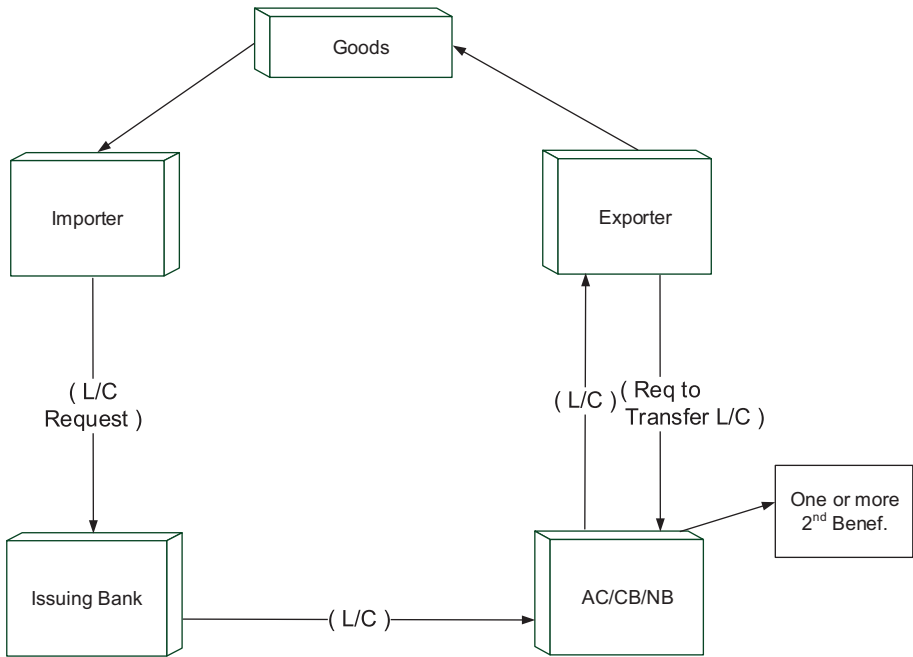 Goods
Importer
Exporter
( L/C
Request )
( L/C )
( Req to
Transfer L/C )
One or more
2nd Benef.
Issuing Bank
( L/C )
AC/CB/NB